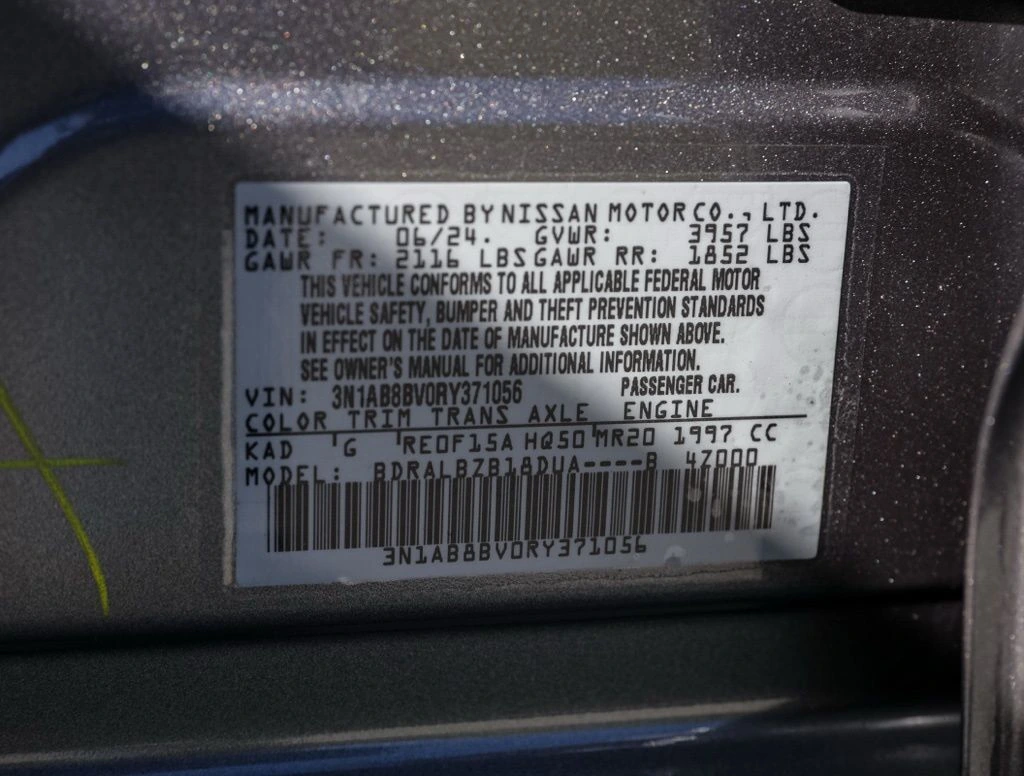 MANUFACTURED BY NISSAN MOTOR CO., LTD.
DATE: 06/24. GVWR: 3957 LBS
GAWR FR: 2116 LBS GAWR RR: 1852 LBS
THIS VEHICLE CONFORMS TO ALL APPLICABLE FEDERAL MOTOR
VEHICLE SAFETY, BUMPER AND THEFT PREVENTION STANDARDS
IN EFFECT ON THE DATE OF MANUFACTURE SHOWN ABOVE.
SEE OWNER'S MANUAL FOR ADDITIONAL INFORMATION.
VIN: 3N1AB8BV0RY371056 PASSENGER CAR.
COLOR TRIM TRANS AXLE ENGINE
KAD G RE0F15A HQ50 MR20 1997 CC
MODEL: BDRALBZB18DUA----B 4Z000
3N1AB8BV0RY371056